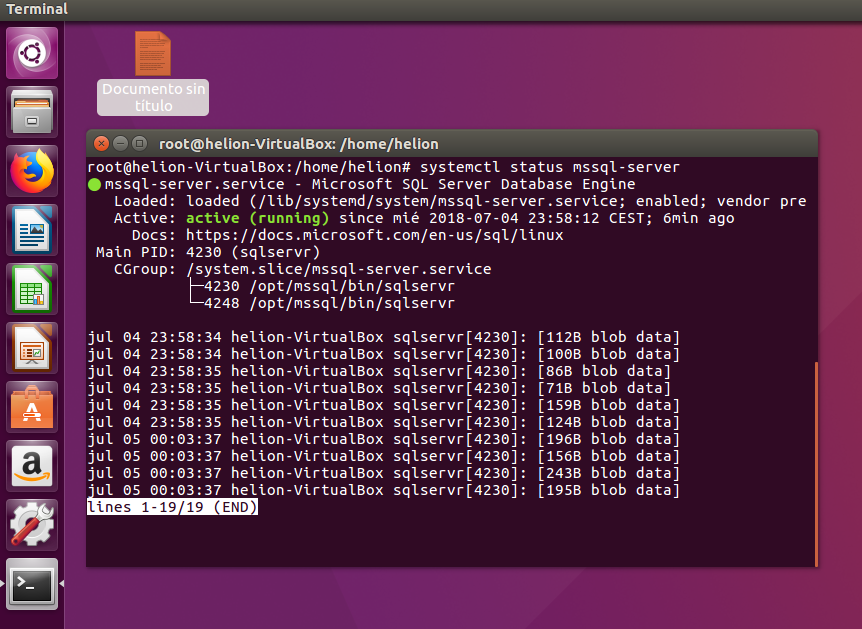 Terminal
Documento sin
título
root@helion-VirtualBox: /home/helion
root@helion-VirtualBox:/home/helion# systemctl status mssql-server
● mssql-server.service - Microsoft SQL Server Database Engine
Loaded: loaded (/lib/systemd/system/mssql-server.service; enabled; vendor pre
Active: active (running) since mié 2018-07-04 23:58:12 CEST; 6min ago
Docs: https://docs.microsoft.com/en-us/sql/linux
Main PID: 4230 (sqlservr)
CGroup: /system.slice/mssql-server.service
├─4230 /opt/mssql/bin/sqlservr
└─4248 /opt/mssql/bin/sqlservr
jul 04 23:58:34 helion-VirtualBox sqlservr[4230]: [112B blob data]
jul 04 23:58:34 helion-VirtualBox sqlservr[4230]: [100B blob data]
jul 04 23:58:35 helion-VirtualBox sqlservr[4230]: [86B blob data]
jul 04 23:58:35 helion-VirtualBox sqlservr[4230]: [71B blob data]
jul 04 23:58:35 helion-VirtualBox sqlservr[4230]: [159B blob data]
jul 04 23:58:35 helion-VirtualBox sqlservr[4230]: [124B blob data]
jul 05 00:03:37 helion-VirtualBox sqlservr[4230]: [196B blob data]
jul 05 00:03:37 helion-VirtualBox sqlservr[4230]: [156B blob data]
jul 05 00:03:37 helion-VirtualBox sqlservr[4230]: [243B blob data]
jul 05 00:03:37 helion-VirtualBox sqlservr[4230]: [195B blob data]
lines 1-19/19 (END)